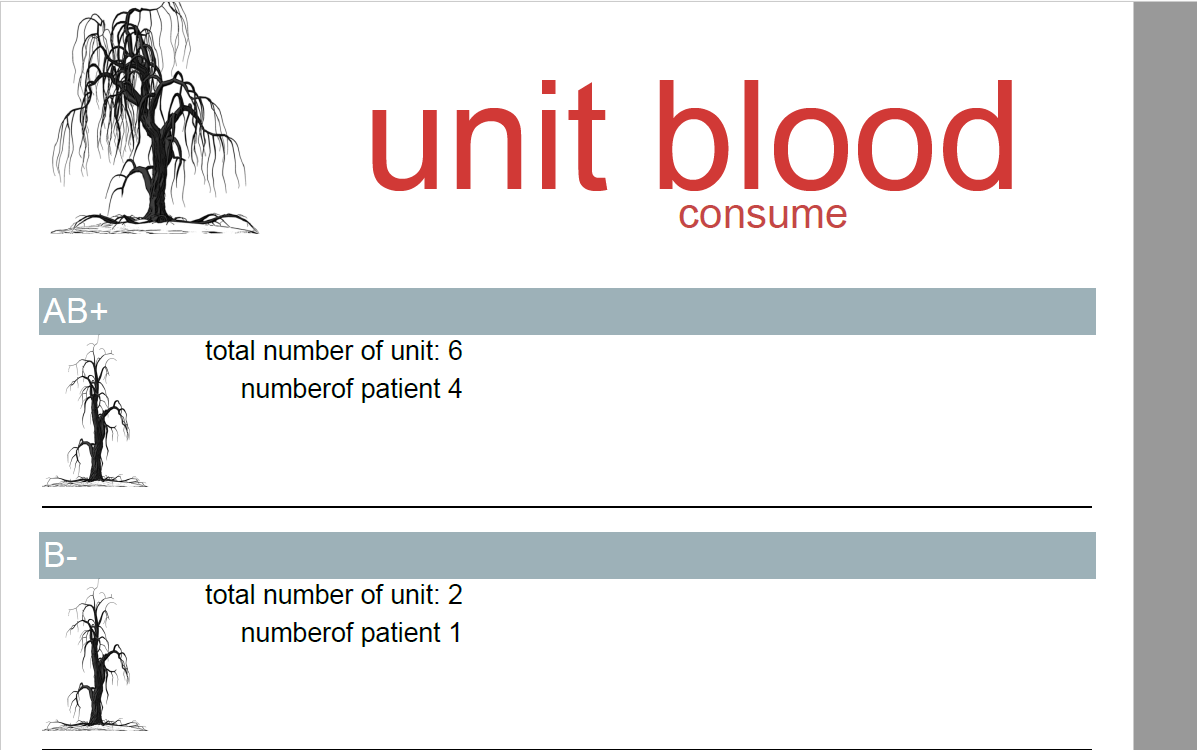 unit blood
consume
AB+
total number of unit: 6
numberof patient 4
B-
total number of unit: 2
numberof patient 1